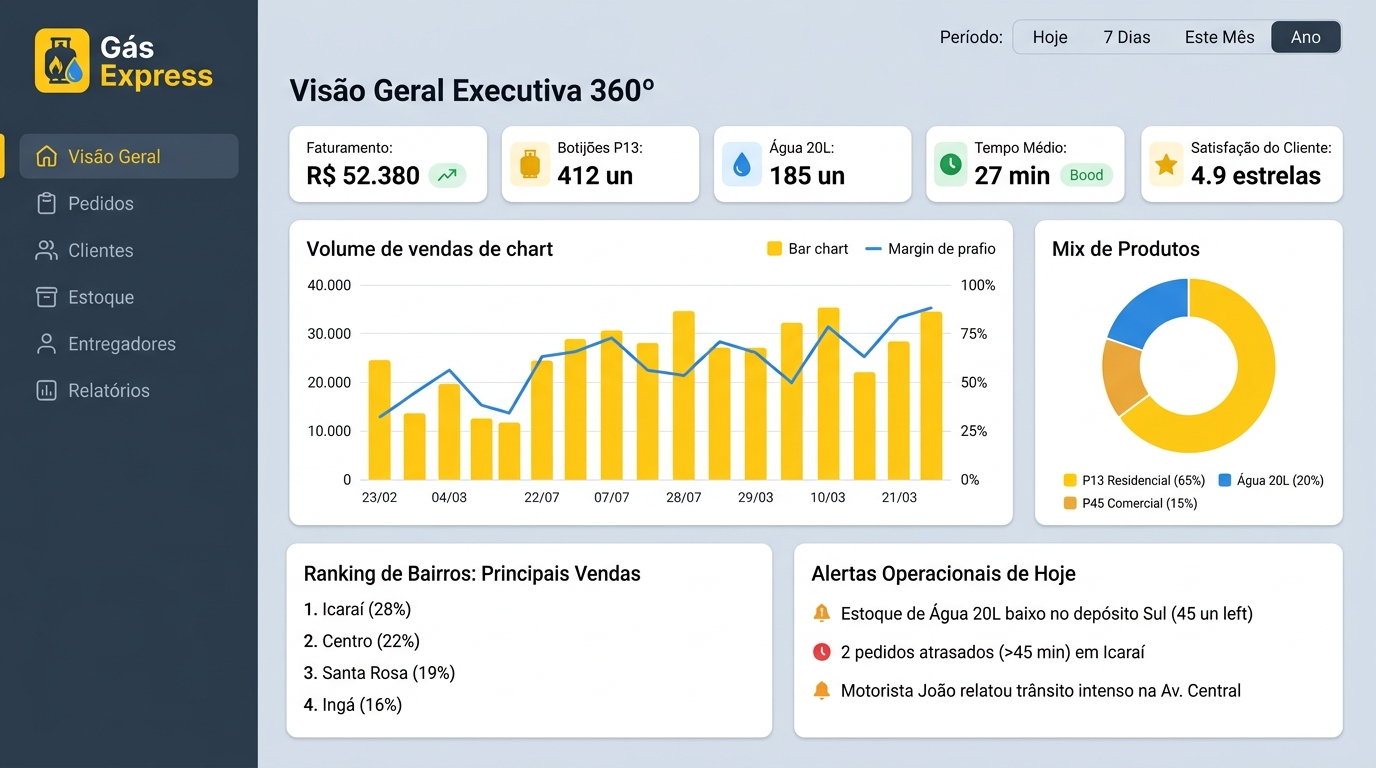 Gás
Express
Visão Geral
Pedidos
Clientes
Estoque
Entregadores
Relatórios
Período: Hoje 7 Dias Este Mês Ano
Visão Geral Executiva 360º
Faturamento:
R$ 52.380
Botijões P13:
412 un
Água 20L:
185 un
Tempo Médio:
27 min Bood
Satisfação do Cliente:
4.9 estrelas
Volume de vendas de chart
Bar chart Margin de prafio
40.000
30.000
20.000
10.000
0
100%
75%
50%
25%
0%
23/02 04/03 22/07 07/07 28/07 29/03 10/03 21/03
Mix de Produtos
P13 Residencial (65%) Água 20L (20%)
P45 Comercial (15%)
Ranking de Bairros: Principais Vendas
1. Icaraí (28%)
2. Centro (22%)
3. Santa Rosa (19%)
4. Ingá (16%)
Alertas Operacionais de Hoje
Estoque de Água 20L baixo no depósito Sul (45 un left)
2 pedidos atrasados (>45 min) em Icaraí
Motorista João relatou trânsito intenso na Av. Central